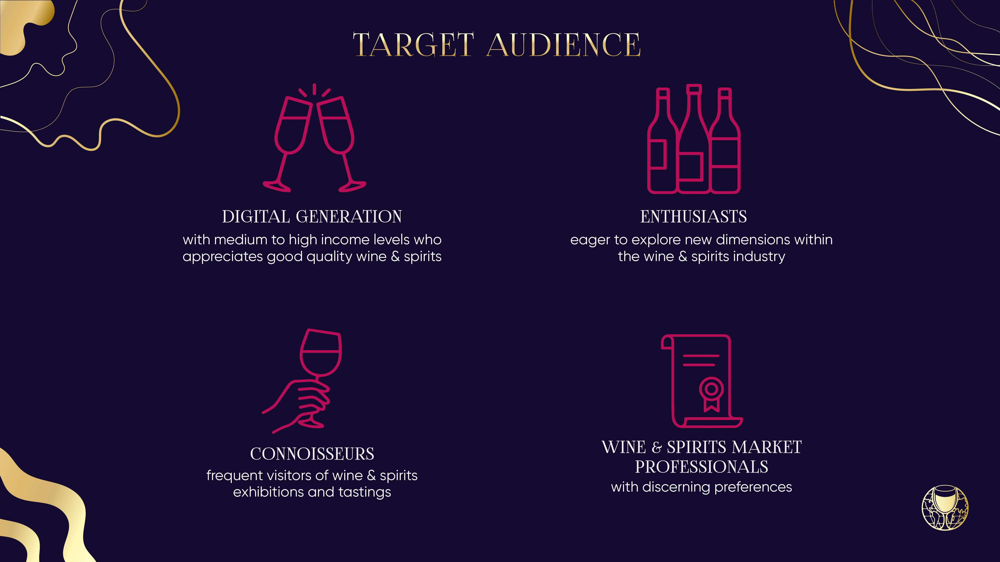 TARGET AUDIENCE
DIGITAL GENERATION
with medium to high income levels who
appreciates good quality wine & spirits
ENTHUSIASTS
eager to explore new dimensions within
the wine & spirits industry
CONNOISSEURS
frequent visitors of wine & spirits
exhibitions and tastings
WINE & SPIRITS MARKET
PROFESSIONALS
with discerning preferences